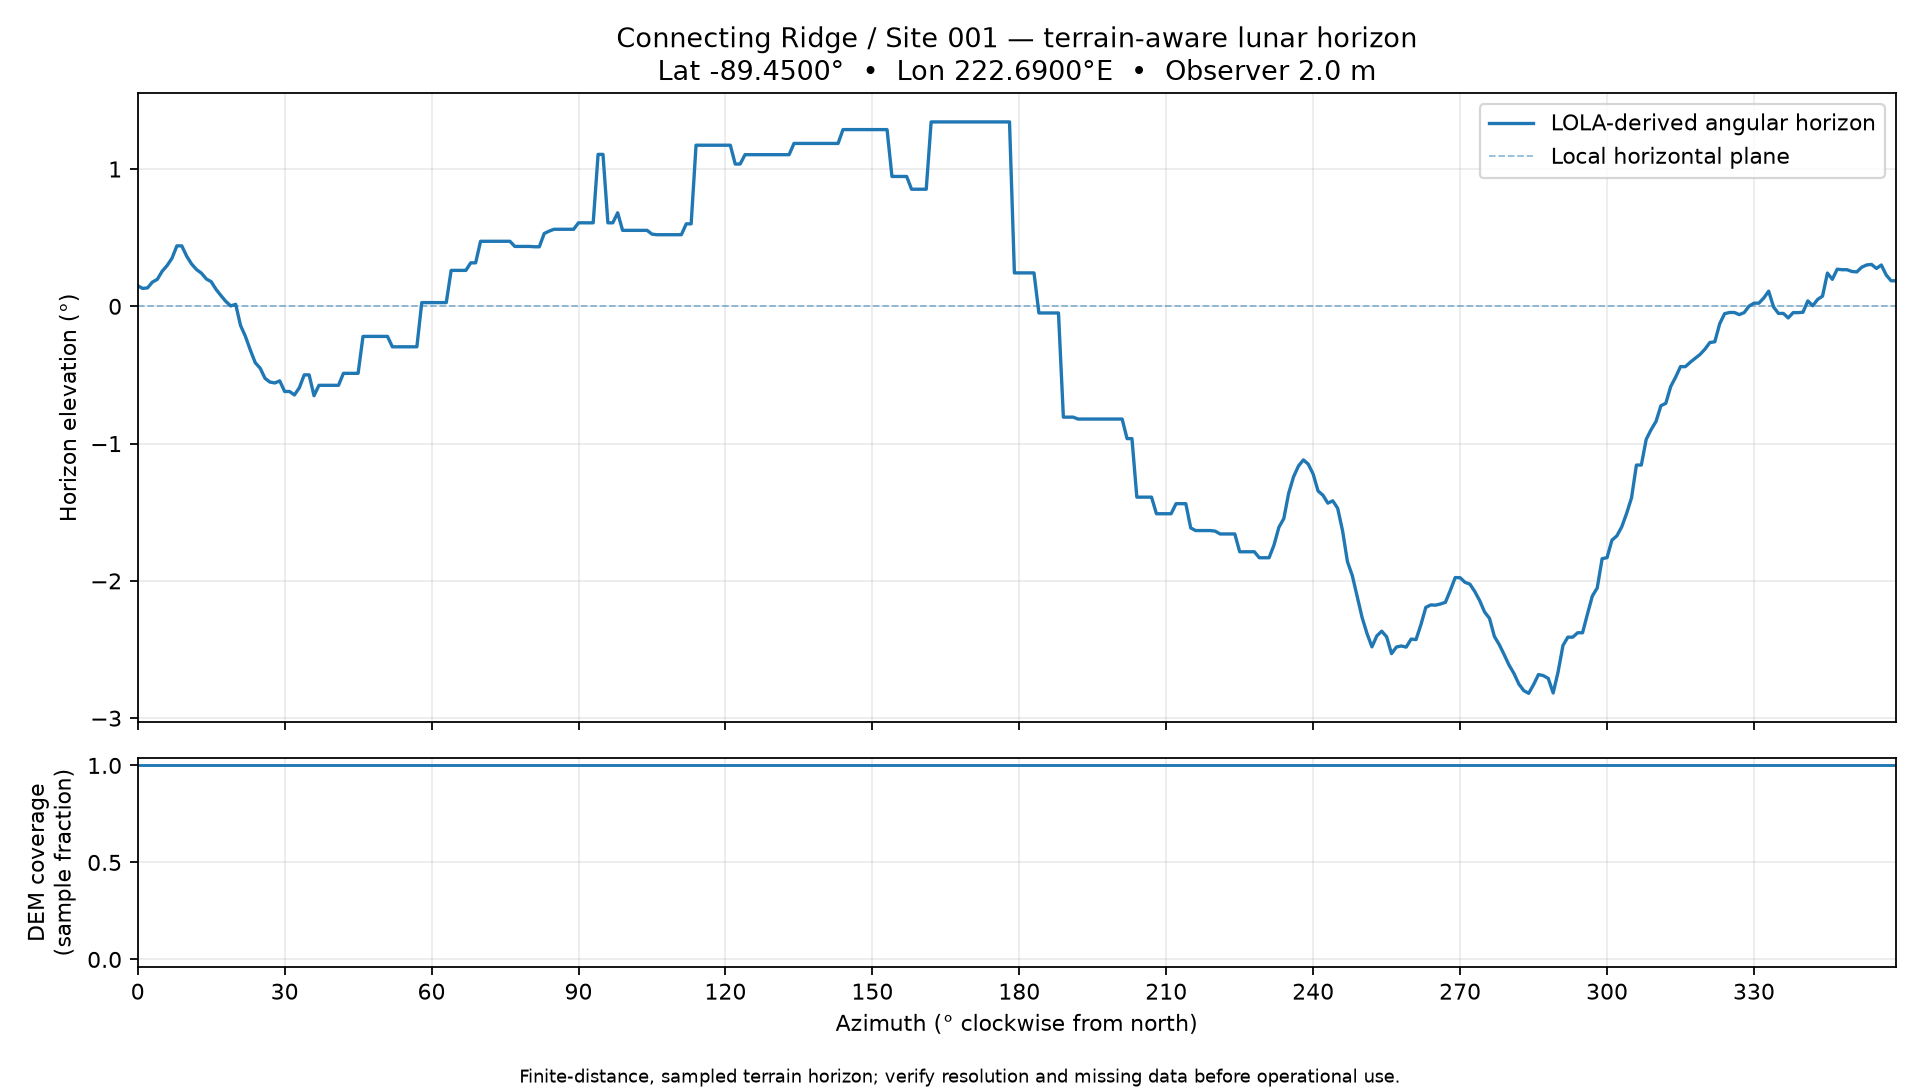 Connecting Ridge / Site 001 — terrain-aware lunar horizon
Lat -89.4500° • Lon 222.6900°E • Observer 2.0 m
LOLA-derived angular horizon
Local horizontal plane
Horizon elevation (°)
1
0
−1
−2
−3
DEM coverage
(sample fraction)
1.0
0.5
0.0
0 30 60 90 120 150 180 210 240 270 300 330
Azimuth (° clockwise from north)
Finite-distance, sampled terrain horizon; verify resolution and missing data before operational use.